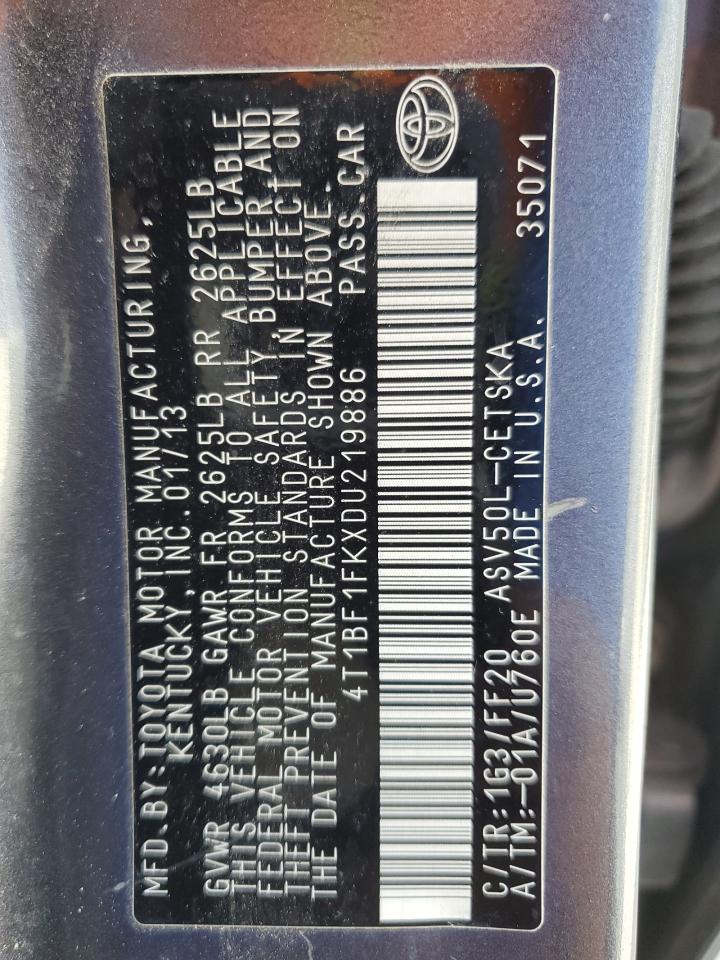 MFD.BY:TOYOTA MOTOR MANUFACTURING,
KENTUCKY,INC.01/13
GVWR 4630LB GAWR FR 2625LB RR 2625LB
THIS VEHICLE CONFORMS TO ALL APPLICABLE
FEDERAL MOTOR VEHICLE SAFETY,BUMPER,AND
THEFT PREVENTION STANDARDS IN EFFECT ON
THE DATE OF MANUFACTURE SHOWN ABOVE.
4T1BF1FKXDU219886 PASS.CAR
C/TR:1G3/FF20 ASV50L-CETSKA
A/TM:-01A/U760E MADE IN U.S.A. 35071